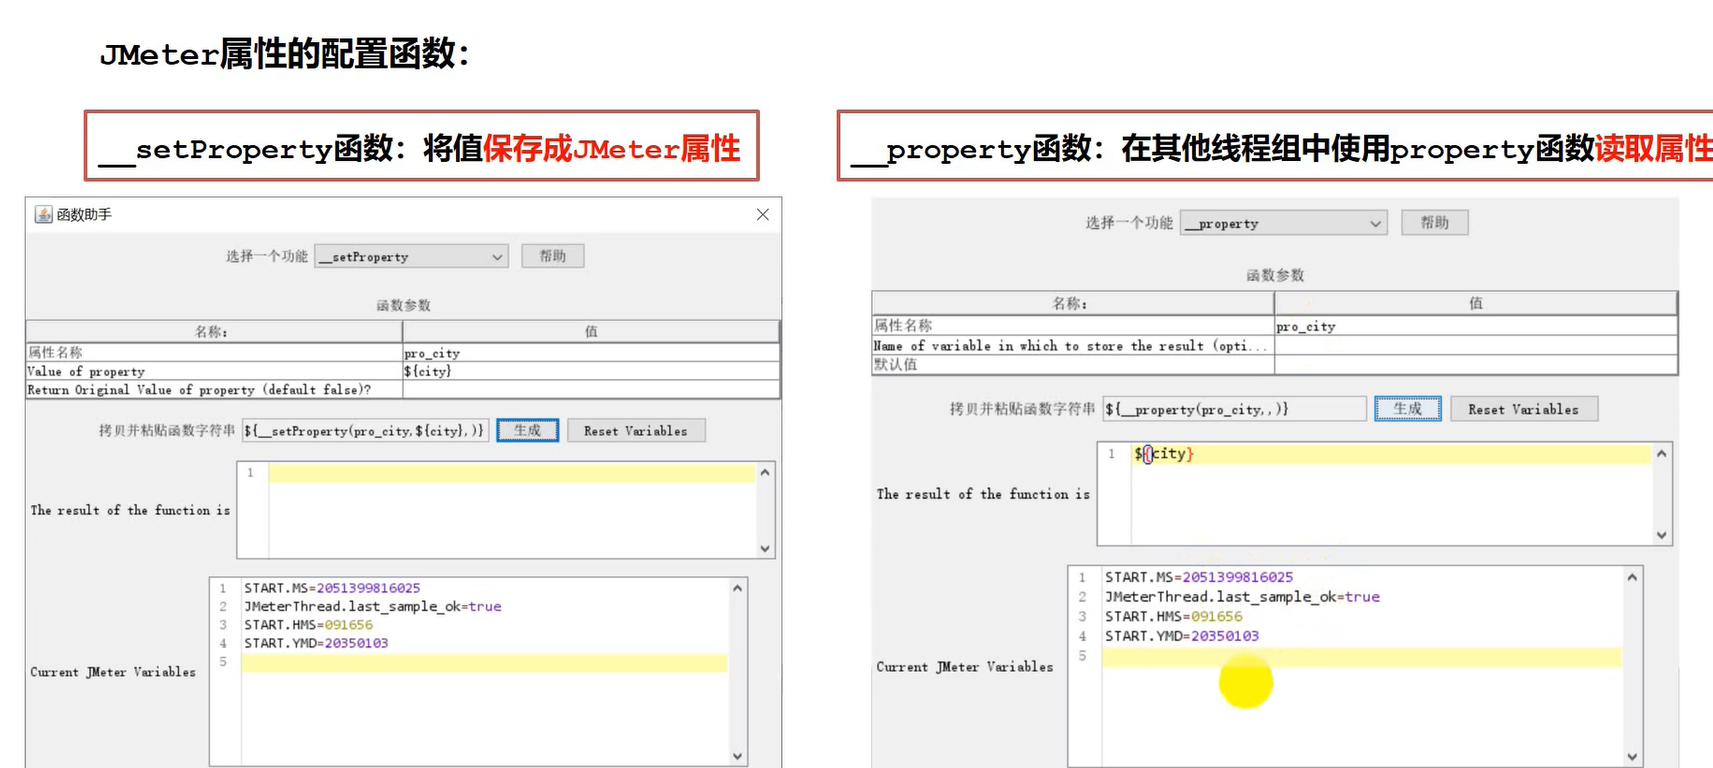 JMeter属性的配置函数：
__setProperty函数：将值保存成JMeter属性
函数助手
选择一个功能 __setProperty 帮助
函数参数
名称: 值
属性名称 pro_city
Value of property ${city}
Return Original Value of property (default false)?
拷贝并粘贴函数字符串 ${__setProperty(pro_city,${city},)} 生成 Reset Variables
1
The result of the function is
1 START.MS=2051399816025
2 JMeterThread.last_sample_ok=true
3 START.HMS=091656
4 START.YMD=20350103
5
Current JMeter Variables
__property函数：在其他线程组中使用property函数读取属性
选择一个功能 __property 帮助
函数参数
名称: 值
属性名称 pro_city
Name of variable in which to store the result (opti...
默认值
拷贝并粘贴函数字符串 ${__property(pro_city,,)} 生成 Reset Variables
1 ${city}
The result of the function is
1 START.MS=2051399816025
2 JMeterThread.last_sample_ok=true
3 START.HMS=091656
4 START.YMD=20350103
5
Current JMeter Variables